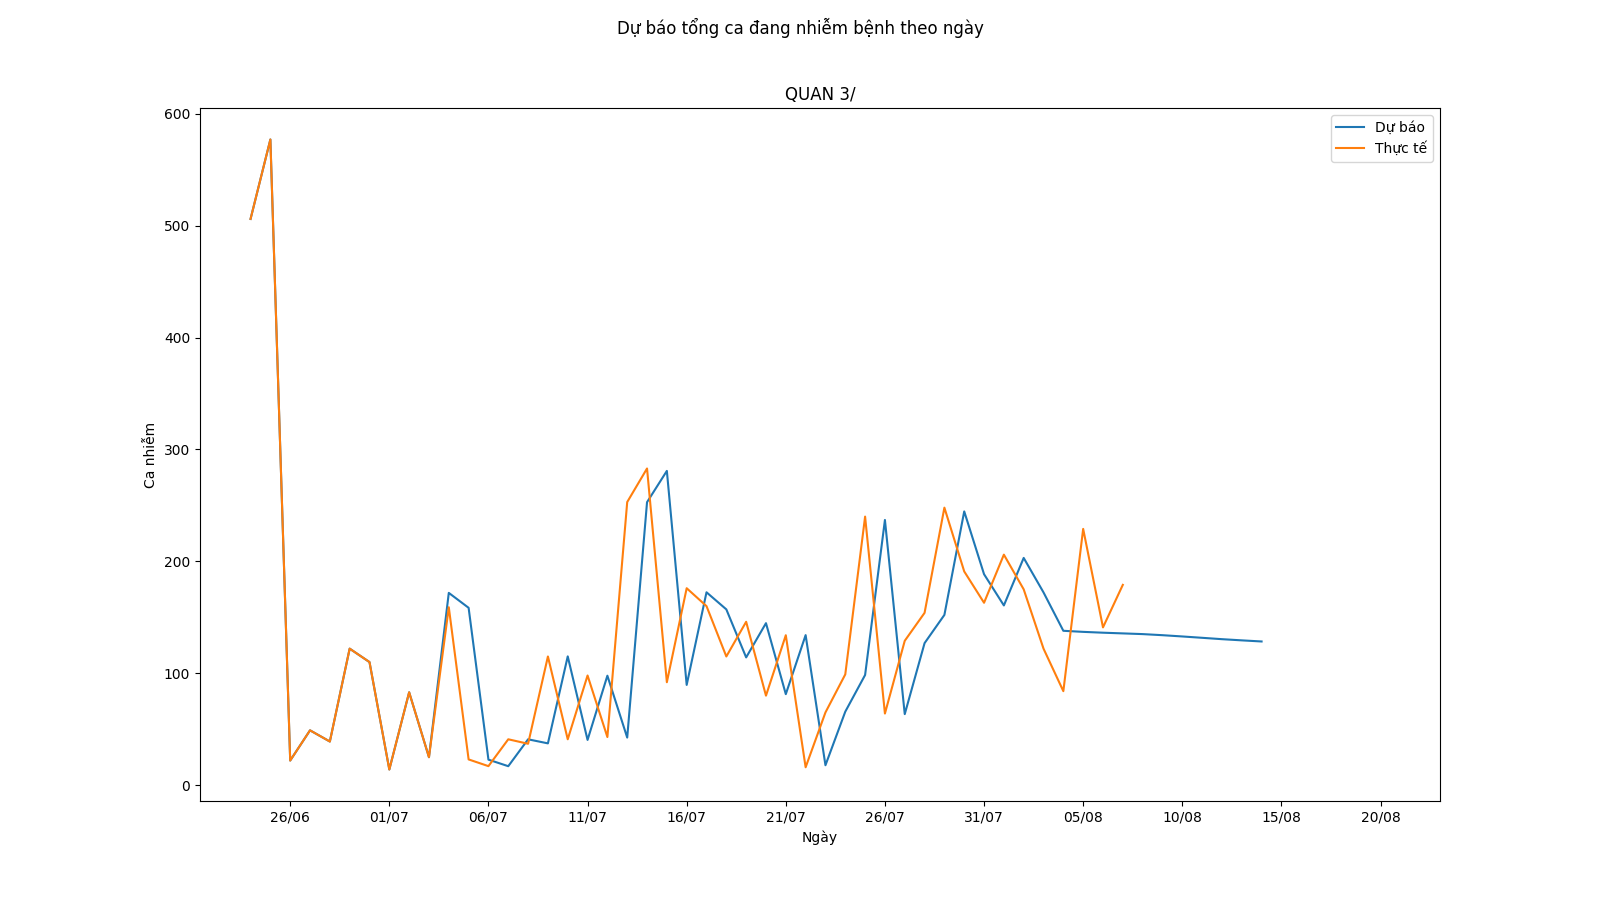 Dự báo tổng ca đang nhiễm bệnh theo ngày
QUAN 3/
600
500
400
300
200
100
0
Ca nhiễm
Dự báo
Thực tế
26/06 01/07 06/07 11/07 16/07 21/07 26/07 31/07 05/08 10/08 15/08 20/08
Ngày